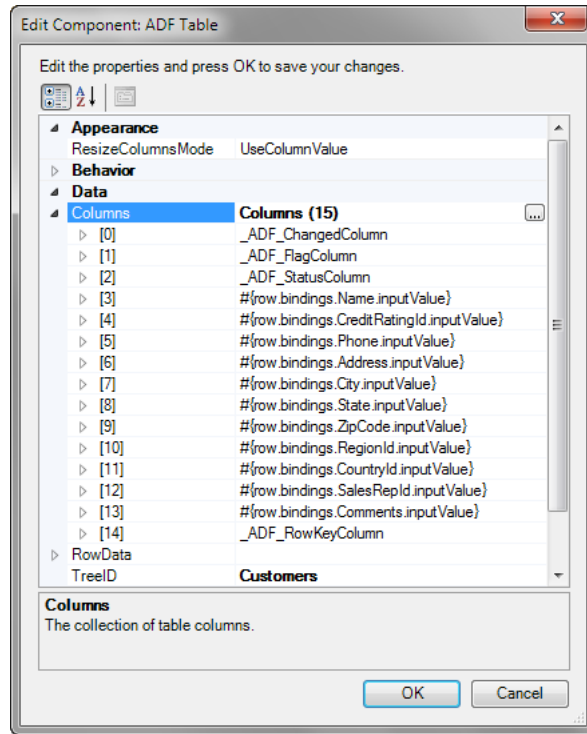 Edit Component: ADF Table
Edit the properties and press OK to save your changes.
Appearance
ResizeColumnsMode UseColumnValue
Behavior
Data
Columns Columns (15) ...
[0] _ADF_ChangedColumn
[1] _ADF_FlagColumn
[2] _ADF_StatusColumn
[3] #{row.bindings.Name.inputValue}
[4] #{row.bindings.CreditRatingId.inputValue}
[5] #{row.bindings.Phone.inputValue}
[6] #{row.bindings.Address.inputValue}
[7] #{row.bindings.City.inputValue}
[8] #{row.bindings.State.inputValue}
[9] #{row.bindings.ZipCode.inputValue}
[10] #{row.bindings.RegionId.inputValue}
[11] #{row.bindings.CountryId.inputValue}
[12] #{row.bindings.SalesRepId.inputValue}
[13] #{row.bindings.Comments.inputValue}
[14] _ADF_RowKeyColumn
RowData
TreeID Customers
Columns
The collection of table columns.
OK Cancel